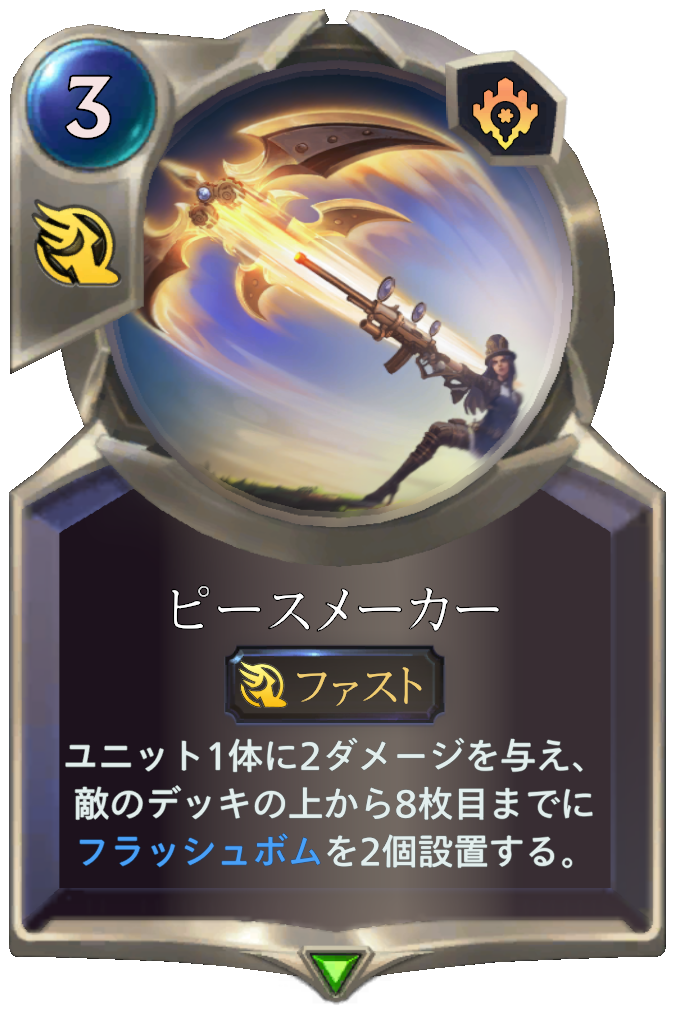 3
ピースメーカー
ファスト
ユニット1体に2ダメージを与え、
敵のデッキの上から8枚目までに
フラッシュボムを2個設置する。